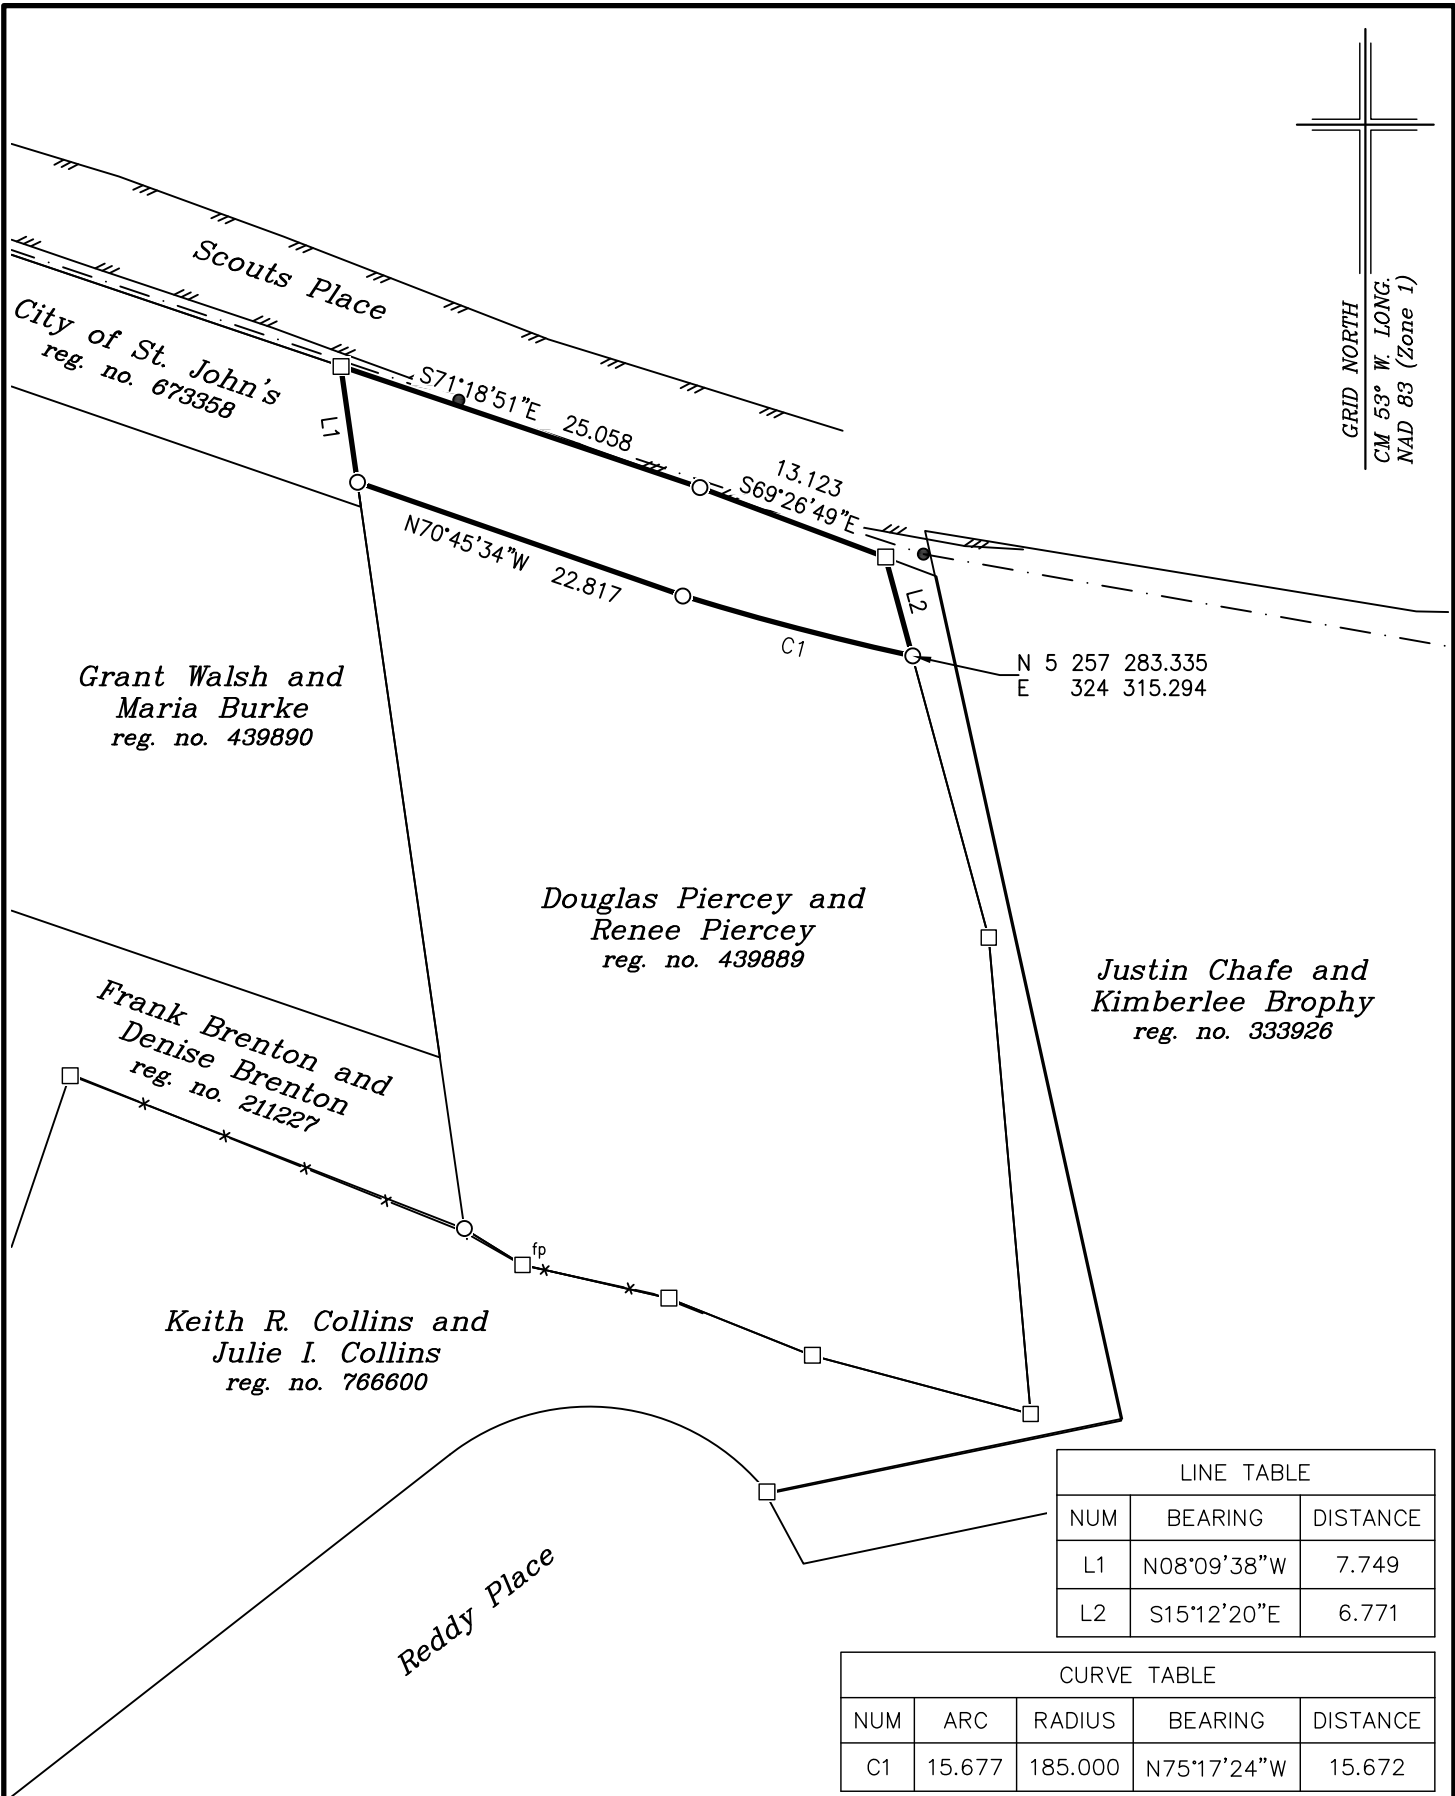 GRID NORTH
CM 53° W. LONG.
NAD 83 (Zone 1)
Scouts Place
City of St. John's
reg. no. 673358
L1
S71°18'51"E 25.058
13.123
S69°26'49"E
N70°45'34"W 22.817
L2
C1
N 5 257 283.335
E 324 315.294
Grant Walsh and
Maria Burke
reg. no. 439890
Douglas Piercey and
Renee Piercey
reg. no. 439889
Justin Chafe and
Kimberlee Brophy
reg. no. 333926
Frank Brenton and
Denise Brenton
reg. no. 211227
fp
Keith R. Collins and
Julie I. Collins
reg. no. 766600
Reddy Place
LINE TABLE
NUM BEARING DISTANCE
L1 N08°09'38"W 7.749
L2 S15°12'20"E 6.771
CURVE TABLE
NUM ARC RADIUS BEARING DISTANCE
C1 15.677 185.000 N75°17'24"W 15.672